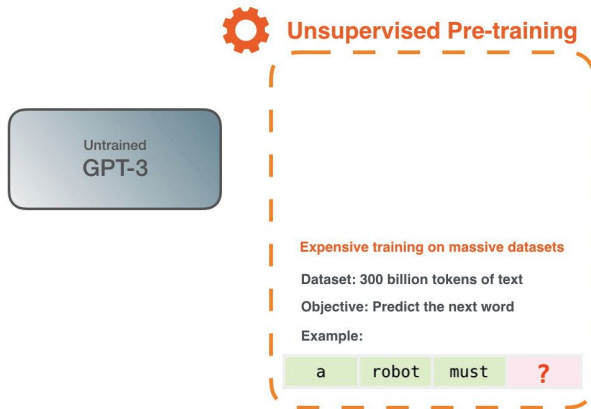 Unsupervised Pre-training
Untrained
GPT-3
Expensive training on massive datasets
Dataset: 300 billion tokens of text
Objective: Predict the next word
Example:
a robot must ?